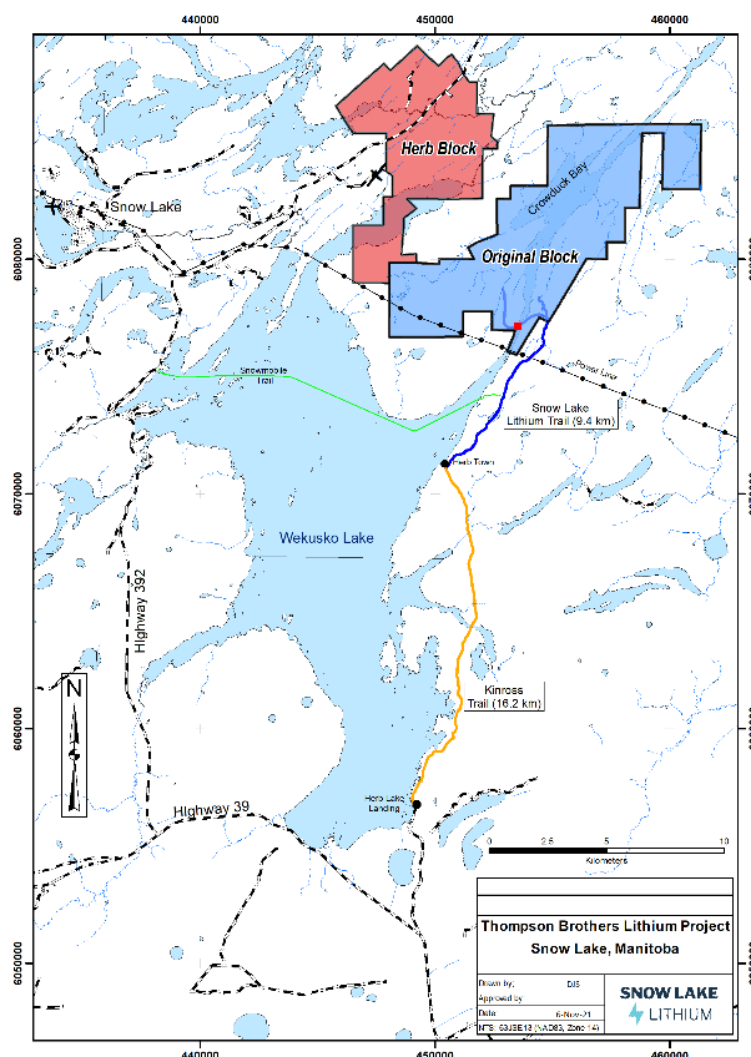 440000
450000
460000
6080000
6070000
6060000
6050000
Herb Block
Snow Lake
Crowduck Bay
Original Block
Power Line
Snowmobile
Trail
Snow Lake
Lithium Trail (9.4 km)
Herb Town
Wekusko Lake
Highway 392
N
Kinross
Trail (16.2 km)
Herb Lake
Landing
Highway 39
0
2.5
5
10
Kilometers
Thompson Brothers Lithium Project
Snow Lake, Manitoba
Drawn by:
DJS
Approved by:
Date:
6-Nov-21
(NAD83, Zone 14)
SNOW LAKE
LITHIUM
440000
450000
460000